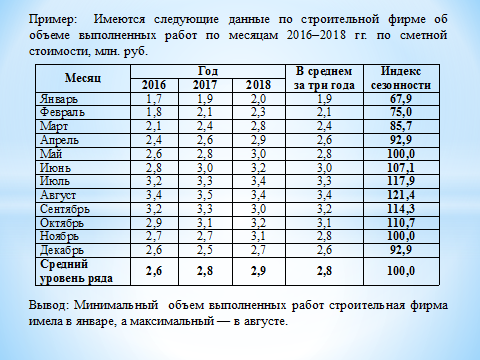 Пример: Имеются следующие данные по строительной фирме об
объеме выполненных работ по месяцам 2016–2018 гг. по сметной
стоимости, млн. руб.
Месяц Год В среднем за три года Индекс сезонности
2016 2017 2018
Январь 1,7 1,9 2,0 1,9 67,9
Февраль 1,8 2,1 2,3 2,1 75,0
Март 2,1 2,4 2,8 2,4 85,7
Апрель 2,4 2,6 2,9 2,6 92,9
Май 2,6 2,8 3,0 2,8 100,0
Июнь 2,8 3,0 3,2 3,0 107,1
Июль 3,2 3,3 3,4 3,3 117,9
Август 3,4 3,5 3,4 3,4 121,4
Сентябрь 3,2 3,3 3,0 3,2 114,3
Октябрь 2,9 3,1 3,2 3,1 110,7
Ноябрь 2,7 2,7 3,1 2,8 100,0
Декабрь 2,6 2,5 2,7 2,6 92,9
Средний уровень ряда 2,6 2,8 2,9 2,8 100,0
Вывод: Минимальный объем выполненных работ строительная фирма
имела в январе, а максимальный — в августе.